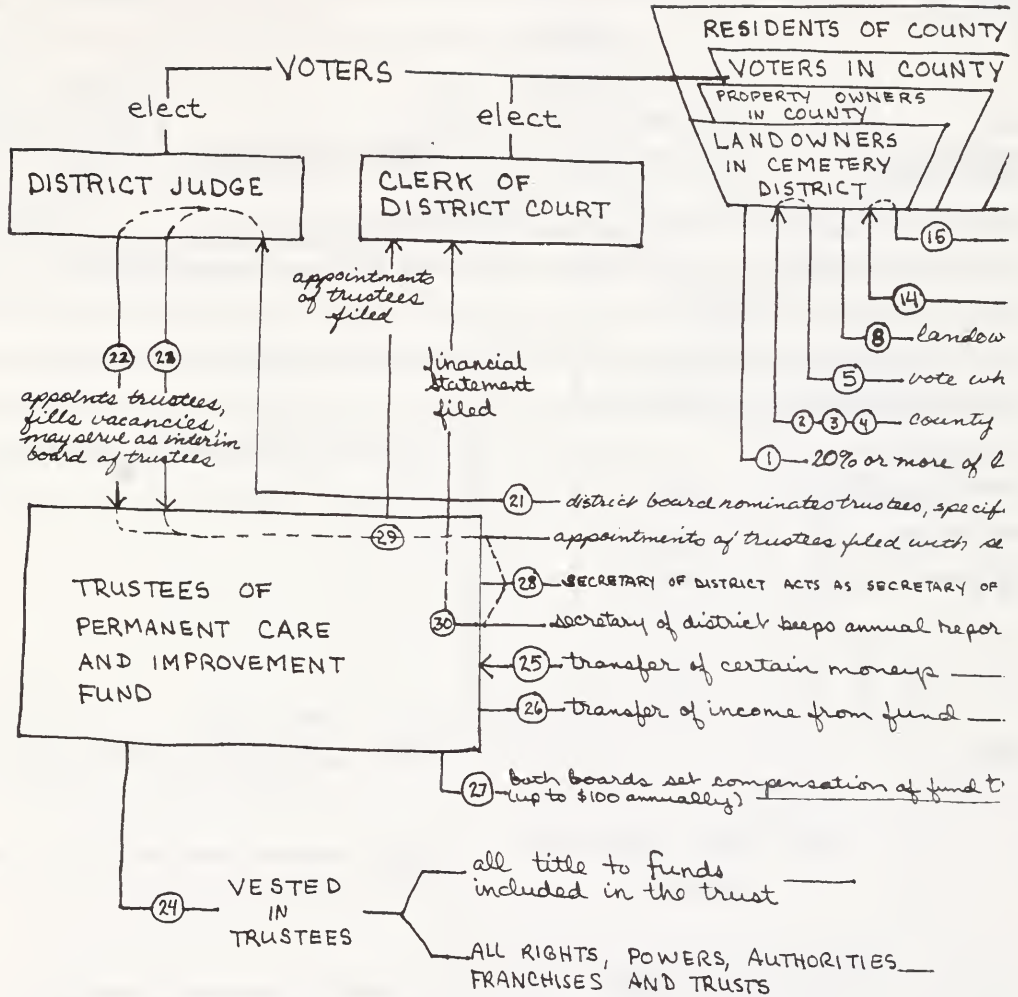 RESIDENTS OF COUNTY
VOTERS
VOTERS IN COUNTY
PROPERTY OWNERS
IN COUNTY
LANDOWNERS
IN CEMETERY
DISTRICT
elect
elect
DISTRICT JUDGE
CLERK OF
DISTRICT COURT
15
14
8 landow
5 vote wh
2 3 4 county
1 20% or more of
appointments
of trustees
filed
financial
statement
filed
22 23
appoints trustees,
fills vacancies,
may serve as interim
board of trustees
21 district board nominates trustees, specif
29 appointments of trustees filed with se
28 SECRETARY OF DISTRICT ACTS AS SECRETARY OF
30 secretary of district keeps annual repor
25 transfer of certain moneys
26 transfer of income from fund
TRUSTEES OF
PERMANENT CARE
AND IMPROVEMENT
FUND
27 both boards set compensation of fund t
(up to $100 annually)
24 VESTED
IN
TRUSTEES
all title to funds
included in the trust
ALL RIGHTS, POWERS, AUTHORITIES
FRANCHISES AND TRUSTS